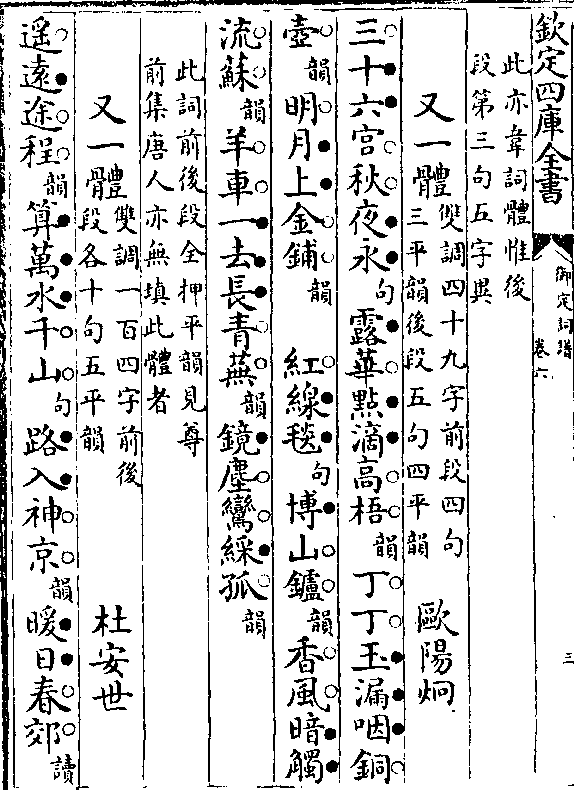 欽定四庫全書
御定詞譜
卷六
三
此亦韋詞體惟後
段第三句五字異
又一體
雙調四十九字前段四句
三平韻後段五句四平韻
歐陽炯
三十六宮秋夜永句露華點滴高梧韻丁丁玉漏咽銅
壺韻明月上金鋪韻 紅線毯句博山鑪韻香風暗觸
流蘇韻羊車一去長青蕪韻鏡塵鸞綵孤韻
此詞前後段全押平韻見尊
前集唐人亦無填此體者
又一體
雙調一百四字前後
段各十句五平韻
杜安世
遥遠途程韻算萬水千山句路入神京韻暖日春郊讀